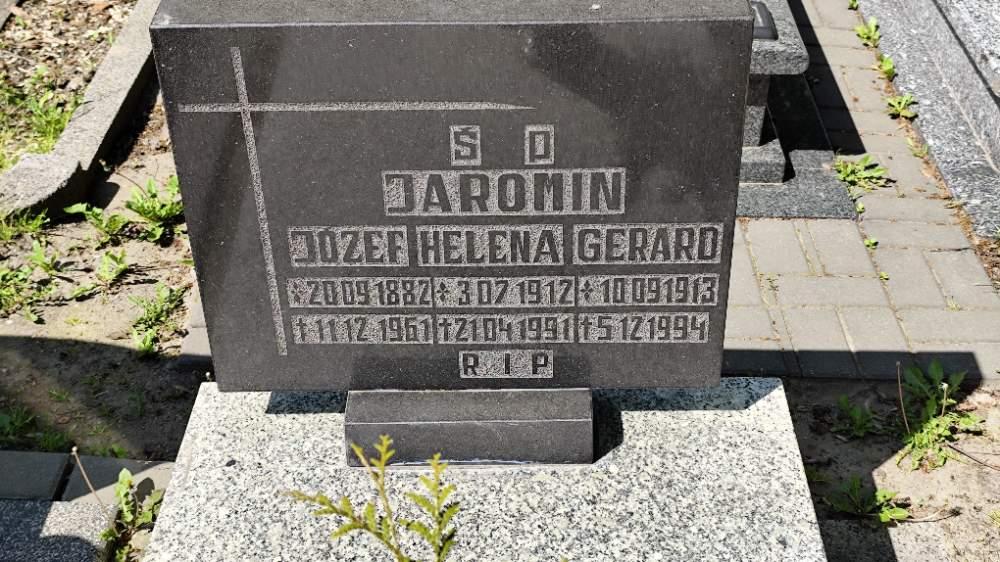 S P
JAROMIN
JOZEF HELENA GERARD
*20 09 1882 *3 07 1912 *10 09 1913
†11 12 1961 †21 04 1991 †5 12 1994
R I P